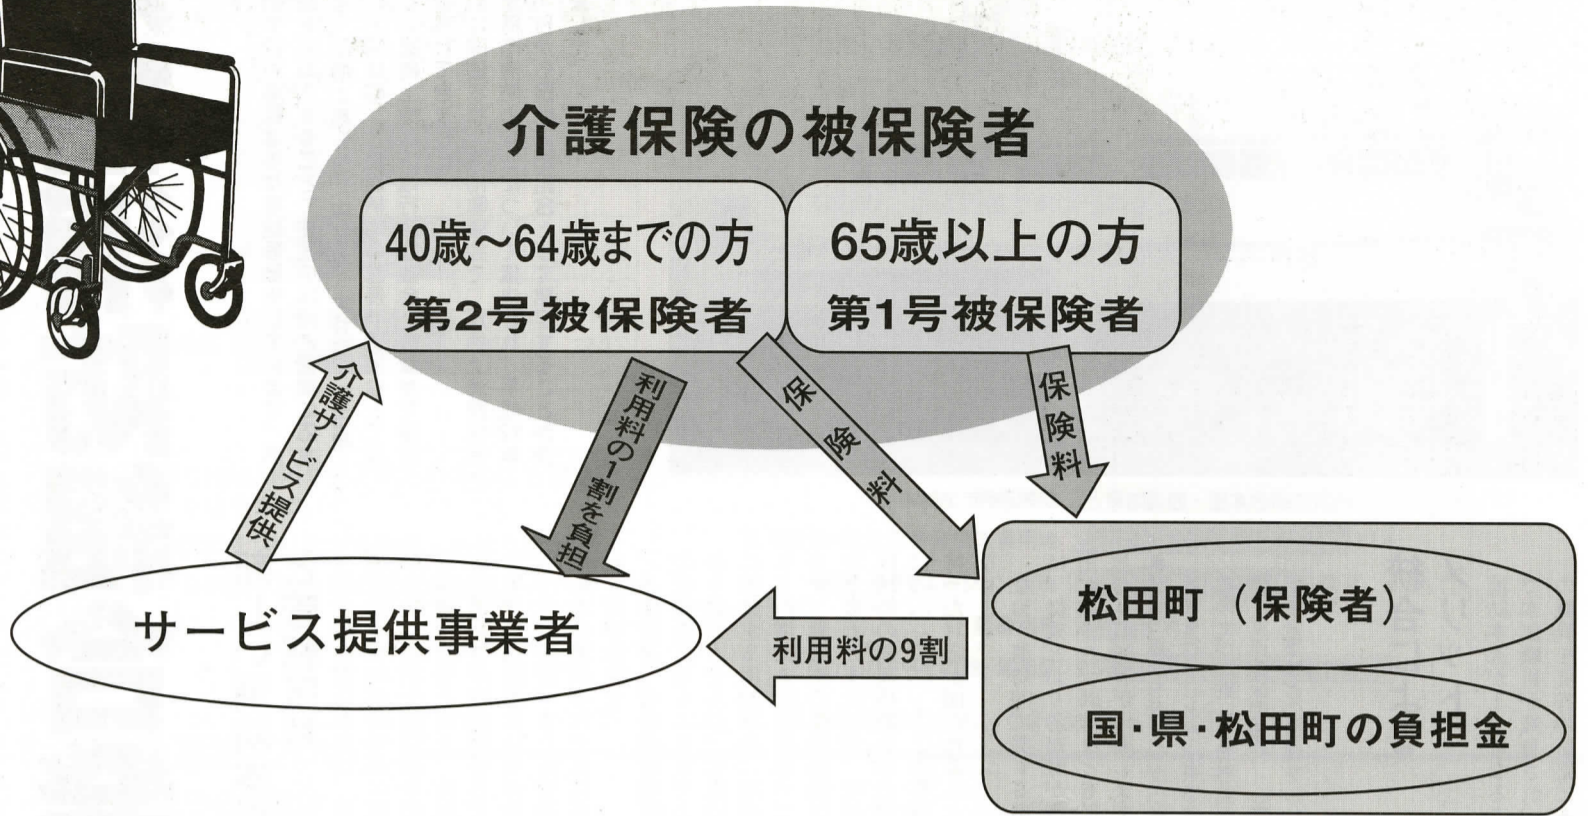 介護保険の被保険者
40歳～64歳までの方
第2号被保険者
65歳以上の方
第1号被保険者
介護サービス提供
利用料の1割を負担
保険料
保険料
サービス提供事業者
利用料の9割
松田町（保険者）
国・県・松田町の負担金